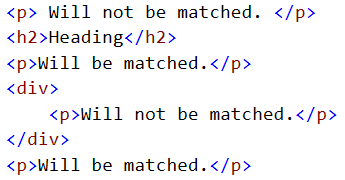 <p> Will not be matched. </p>
<h2>Heading</h2>
<p>Will be matched.</p>
<div>
    <p>Will not be matched.</p>
</div>
<p>Will be matched.</p>